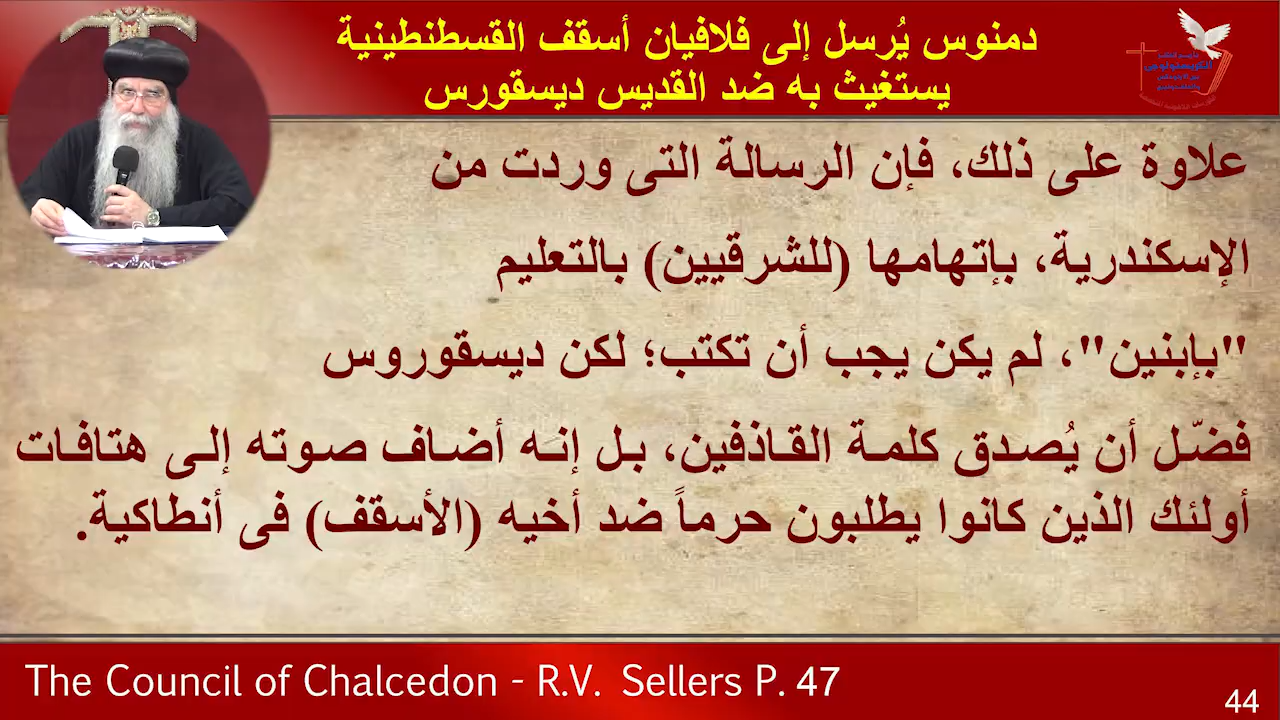 دمنوس يُرسل إلى فلافيان أسقف القسطنطينية
يستغيث به ضد القديس ديسقورس
علاوة على ذلك، فإن الرسالة التى وردت من
الإسكندرية، بإتهامها (للشرقيين) بالتعليم
"بإبنين"، لم يكن يجب أن تكتب؛ لكن ديسقوروس
فضّل أن يُصدق كلمة القاذفين، بل إنه أضاف صوته إلى هتافات
أولئك الذين كانوا يطلبون حرماً ضد أخيه (الأسقف) فى أنطاكية.
The Council of Chalcedon - R.V. Sellers P. 47
44